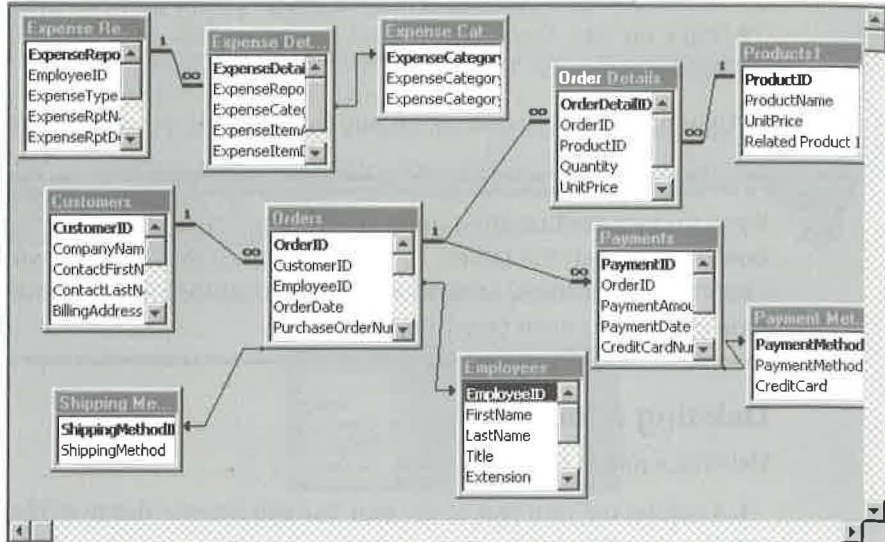 Expense Re...
ExpenseRepo
EmployeeID
ExpenseType
ExpenseRptN
ExpenseRptD
1
∞
Expense Det...
ExpenseDetai
ExpenseRepo
ExpenseCateg
ExpenseItemA
ExpenseItemD
Expense Cat...
ExpenseCategory
ExpenseCategory
ExpenseCategory
Order Details
OrderDetailID
OrderID
ProductID
Quantity
UnitPrice
∞
∞
1
Products1
ProductID
ProductName
UnitPrice
Related Product 1
Customers
CustomerID
CompanyNam
ContactFirstN
ContactLastN
BillingAddress
1
∞
Orders
OrderID
CustomerID
EmployeeID
OrderDate
PurchaseOrderNu
1
∞
Payments
PaymentID
OrderID
PaymentAmou
PaymentDate
CreditCardNu
Payment Met...
PaymentMethod
PaymentMethod
CreditCard
Shipping Me...
ShippingMethodI
ShippingMethod
Employees
EmployeeID
FirstName
LastName
Title
Extension